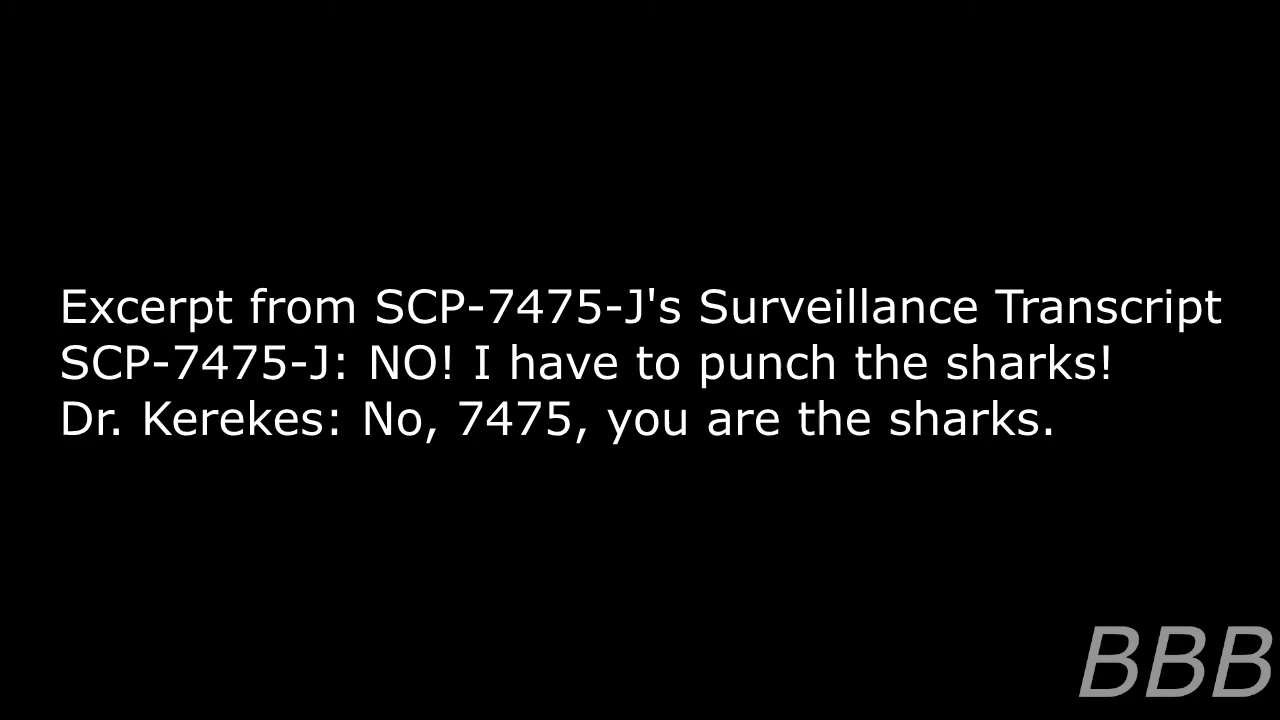 Excerpt from SCP-7475-J's Surveillance Transcript
SCP-7475-J: NO! I have to punch the sharks!
Dr. Kerekes: No, 7475, you are the sharks.
BBB